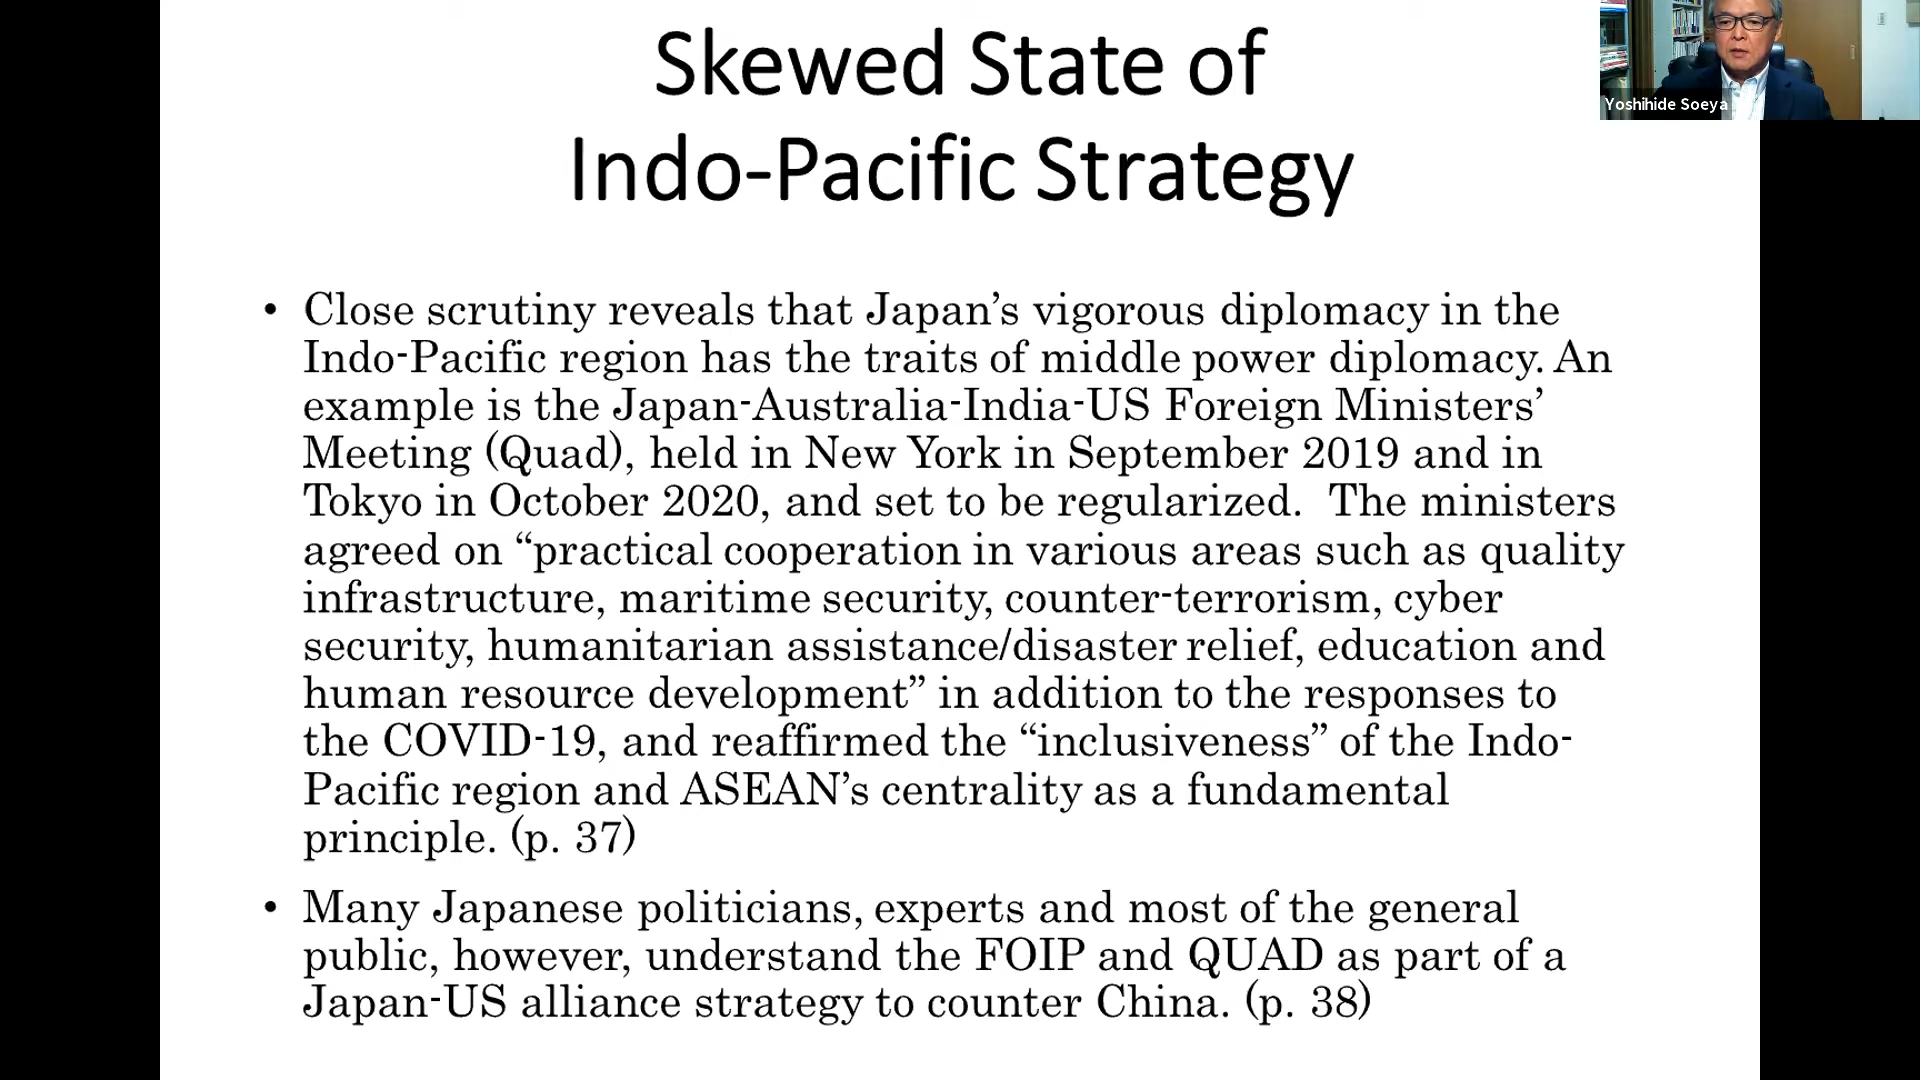 Skewed State of
Indo-Pacific Strategy
Yoshihide Soeya
• Close scrutiny reveals that Japan’s vigorous diplomacy in the
Indo-Pacific region has the traits of middle power diplomacy. An
example is the Japan-Australia-India-US Foreign Ministers’
Meeting (Quad), held in New York in September 2019 and in
Tokyo in October 2020, and set to be regularized.  The ministers
agreed on “practical cooperation in various areas such as quality
infrastructure, maritime security, counter-terrorism, cyber
security, humanitarian assistance/disaster relief, education and
human resource development” in addition to the responses to
the COVID-19, and reaffirmed the “inclusiveness” of the Indo-
Pacific region and ASEAN’s centrality as a fundamental
principle. (p. 37)
• Many Japanese politicians, experts and most of the general
public, however, understand the FOIP and QUAD as part of a
Japan-US alliance strategy to counter China. (p. 38)